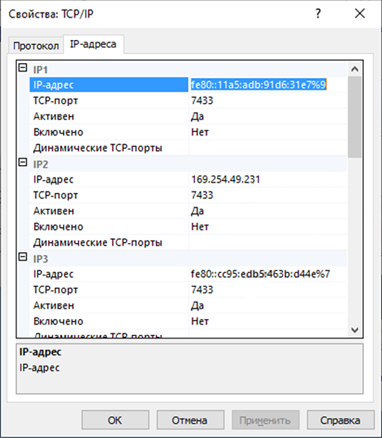 Свойства: TCP/IP
Протокол IP-адреса
IP1
IP-адрес fe80::11a5:adb:91d6:31e7%9
TCP-порт 7433
Активен Да
Включено Нет
Динамические TCP-порты
IP2
IP-адрес 169.254.49.231
TCP-порт 7433
Активен Да
Включено Нет
Динамические TCP-порты
IP3
IP-адрес fe80::cc95:edb5:463b:d44e%7
TCP-порт 7433
Активен Да
Включено Нет
Динамические TCP-порты
IP-адрес
IP-адрес
ОК Отмена Применить Справка